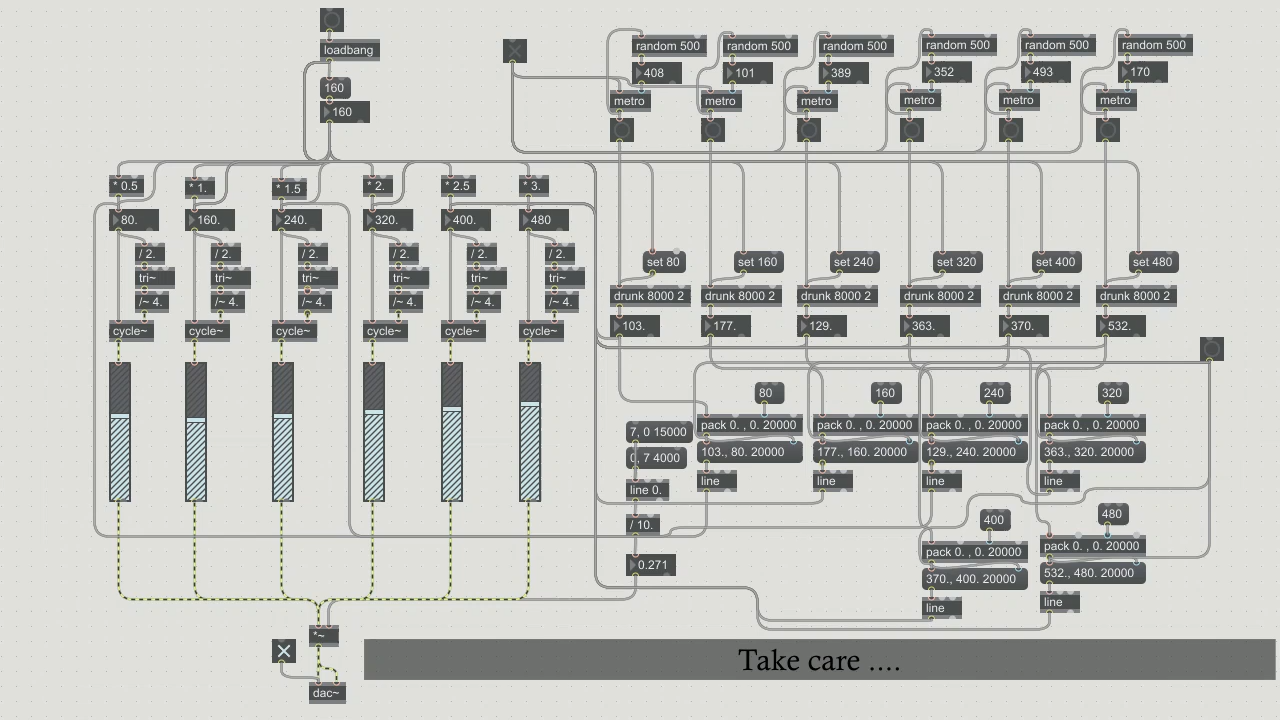 loadbang
160
160
random 500 random 500 random 500 random 500 random 500 random 500
408 101 389 352 493 170
metro metro metro metro metro metro
* 0.5 * 1. * 1.5 * 2. * 2.5 * 3.
80. 160. 240. 320. 400. 480
/ 2. / 2. / 2. / 2. / 2. / 2.
tri~ tri~ tri~ tri~ tri~ tri~
/~ 4. /~ 4. /~ 4. /~ 4. /~ 4. /~ 4.
cycle~ cycle~ cycle~ cycle~ cycle~ cycle~
set 80 set 160 set 240 set 320 set 400 set 480
drunk 8000 2 drunk 8000 2 drunk 8000 2 drunk 8000 2 drunk 8000 2 drunk 8000 2
103. 177. 129. 363. 370. 532.
80 160 240 320
pack 0. , 0. 20000 pack 0. , 0. 20000 pack 0. , 0. 20000 pack 0. , 0. 20000
103., 80. 20000 177., 160. 20000 129., 240. 20000 363., 320. 20000
line line line line
7, 0 15000
0, 7 4000
line 0.
/ 10.
0.271
400 480
pack 0. , 0. 20000 pack 0. , 0. 20000
370., 400. 20000 532., 480. 20000
line line
*~
dac~
Take care ....